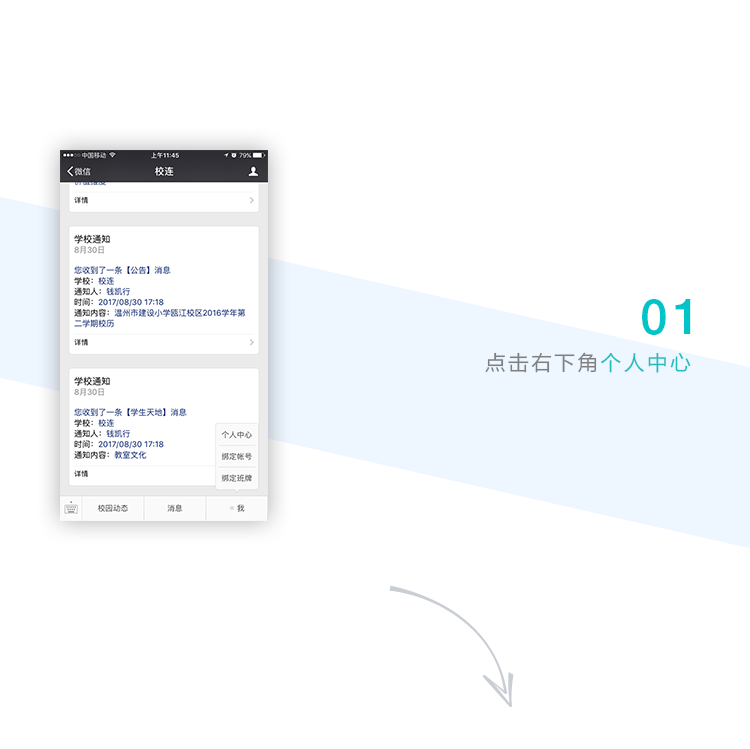 中国移动
上午11:45
79%
微信
校连
详情
学校通知
8月30日
您收到了一条【公告】消息
学校：校连
通知人：钱凯行
时间：2017/08/30 17:18
通知内容：温州市建设小学瓯江校区2016学年第
二学期校历
详情
学校通知
8月30日
您收到了一条【学生天地】消息
学校：校连
通知人：钱凯行
时间：2017/08/30 17:18
通知内容：教室文化
详情
个人中心
绑定帐号
绑定班牌
校园动态
消息
我
01
点击右下角个人中心